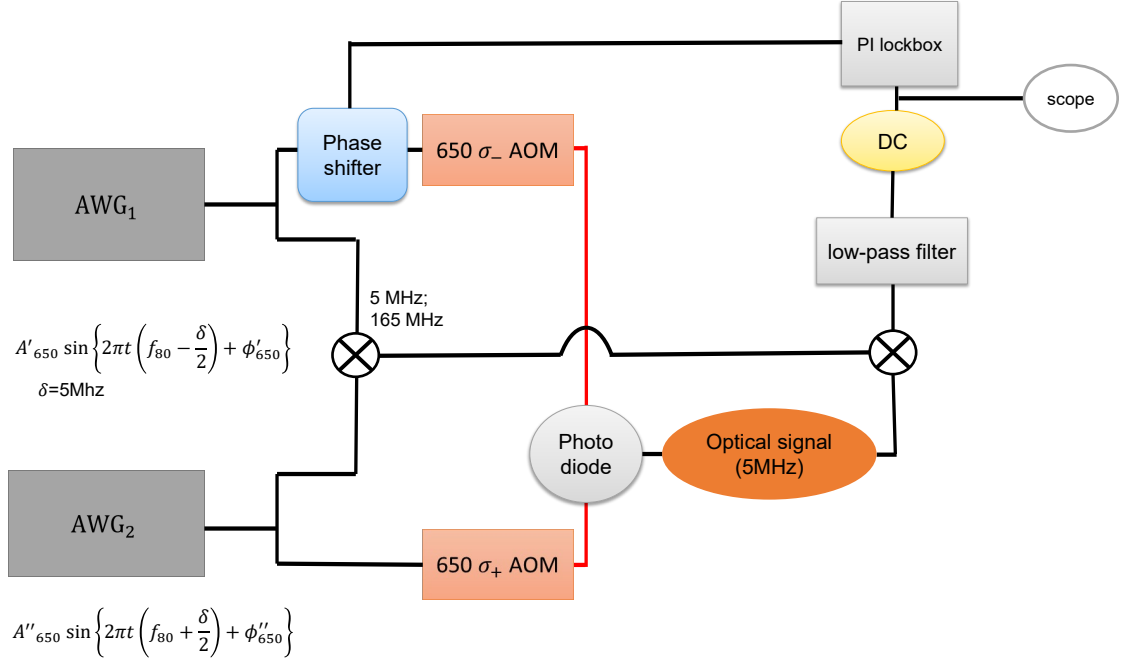 PI lockbox
scope
DC
Phase
shifter
650 σ₋ AOM
AWG₁
low-pass filter
5 MHz;
165 MHz
A′₆₅₀ sin{2πt(f₈₀ − δ/2) + ϕ′₆₅₀}
δ=5Mhz
Photo
diode
Optical signal
(5MHz)
AWG₂
650 σ₊ AOM
A′′₆₅₀ sin{2πt(f₈₀ + δ/2) + ϕ′′₆₅₀}